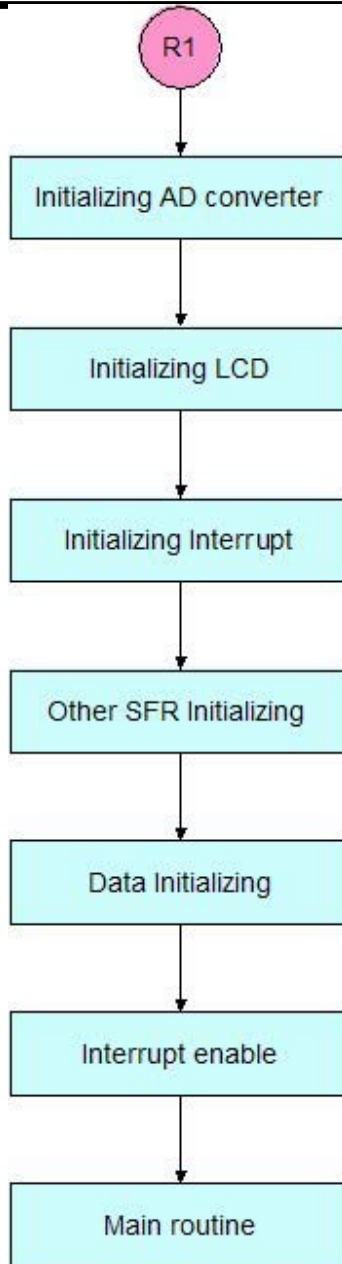 R1
Initializing AD converter
Initializing LCD
Initializing Interrupt
Other SFR Initializing
Data Initializing
Interrupt enable
Main routine